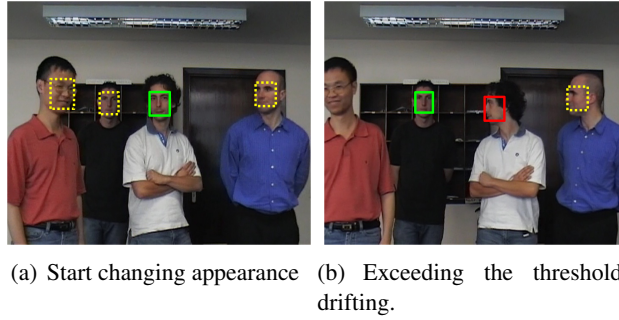 (a) Start changing appearance
(b) Exceeding the threshold
drifting.